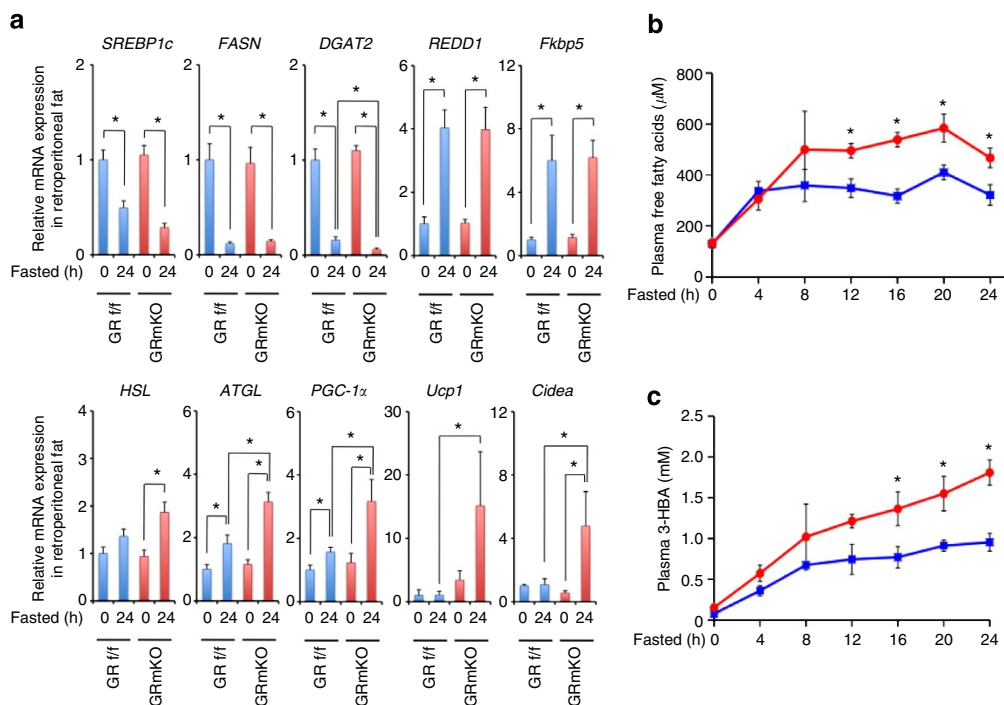 a
SREBP1c FASN DGAT2 REDD1 Fkbp5
Relative mRNA expression
in retroperitoneal fat
2 2 2 6 12
* * * * * * * * * * *
1 1 1 4 8
2 4
0 0 0 0 0
Fasted (h) 0 24 0 24 0 24 0 24 0 24 0 24 0 24 0 24 0 24 0 24
GR f/f GRmKO GR f/f GRmKO GR f/f GRmKO GR f/f GRmKO GR f/f GRmKO
HSL ATGL PGC-1α Ucp1 Cidea
Relative mRNA expression
in retroperitoneal fat
4 6 6 30 12
* * * * * * * * * *
3 4 4 20 8
2 2 2 10 4
1
0 0 0 0 0
Fasted (h) 0 24 0 24 0 24 0 24 0 24 0 24 0 24 0 24 0 24 0 24
GR f/f GRmKO GR f/f GRmKO GR f/f GRmKO GR f/f GRmKO GR f/f GRmKO
b
Plasma free fatty acids (μM)
800
600
400
200
0
* * * *
Fasted (h) 0 4 8 12 16 20 24
c
Plasma 3-HBA (mM)
2.5
2.0
1.5
1.0
0.5
0
* * *
Fasted (h) 0 4 8 12 16 20 24